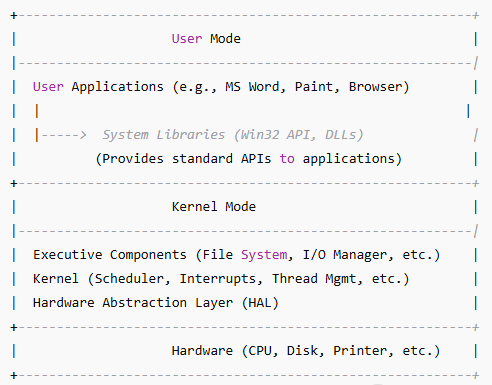 +----------------------------------------------------------+
|                    User Mode                             |
|----------------------------------------------------------/
|  User Applications (e.g., MS Word, Paint, Browser)        |
|  |                                                      |
|  |----->  System Libraries (Win32 API, DLLs)              /
|          (Provides standard APIs to applications)         |
+----------------------------------------------------------+
|                    Kernel Mode                           |
|----------------------------------------------------------/
|  Executive Components (File System, I/O Manager, etc.)    |
|  Kernel (Scheduler, Interrupts, Thread Mgmt, etc.)        |
|  Hardware Abstraction Layer (HAL)                         |
+----------------------------------------------------------+
|                    Hardware (CPU, Disk, Printer, etc.)    |
+----------------------------------------------------------+